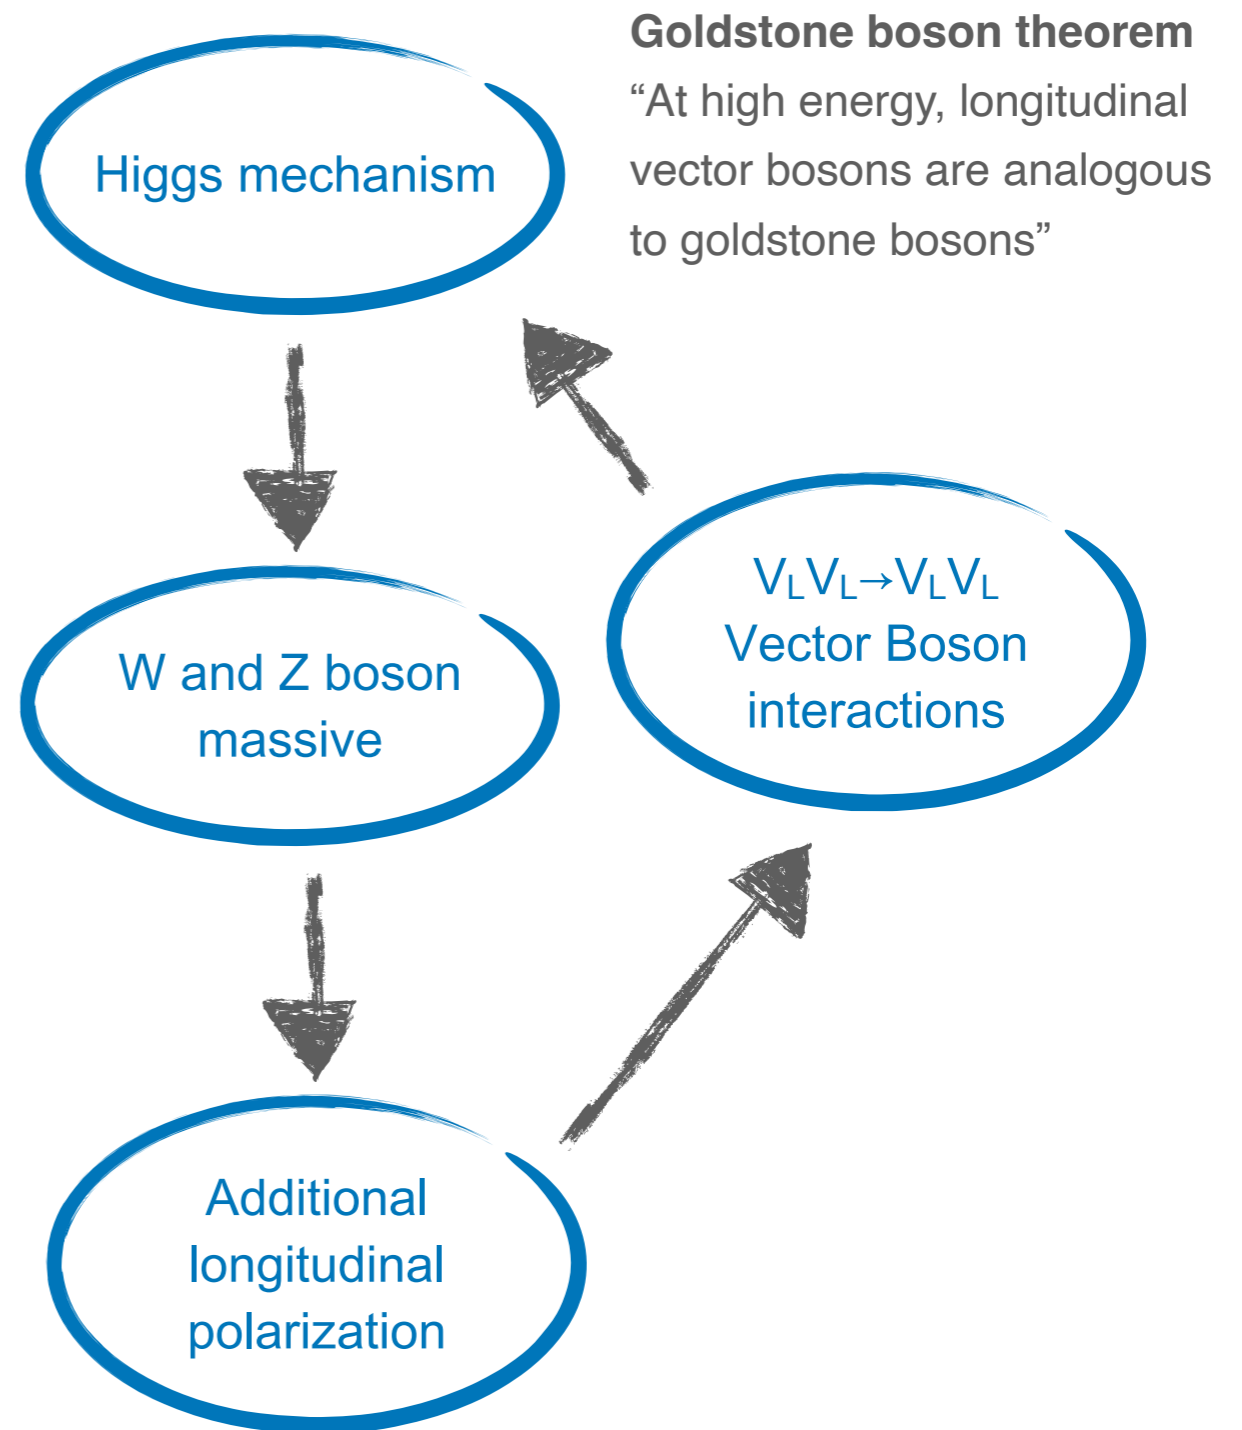 Goldstone boson theorem
“At high energy, longitudinal
vector bosons are analogous
to goldstone bosons”
Higgs mechanism
W and Z boson
massive
Additional
longitudinal
polarization
VLVL→VLVL
Vector Boson
interactions